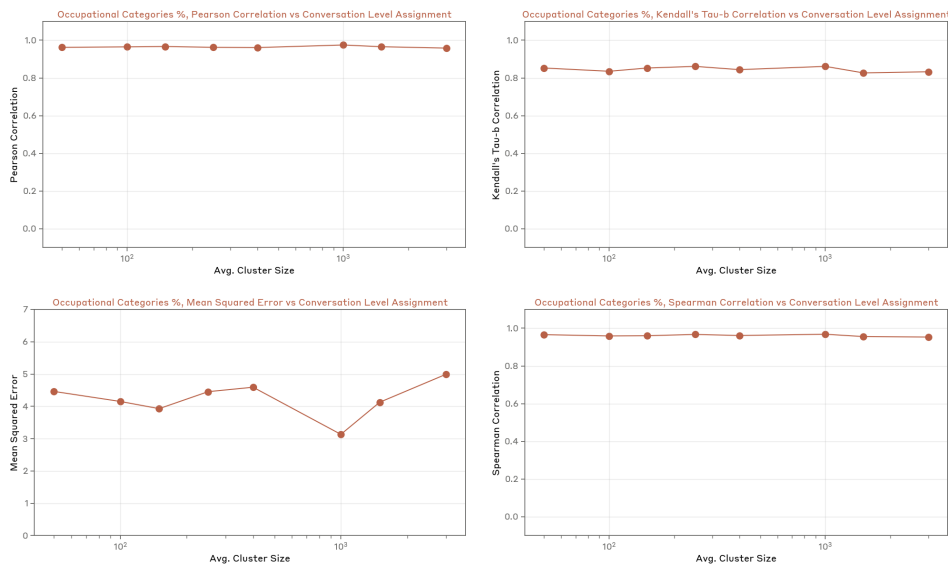 Occupational Categories %, Pearson Correlation vs Conversation Level Assignment
1.0
0.8
0.6
0.4
0.2
0.0
Pearson Correlation
10²
10³
Avg. Cluster Size
Occupational Categories %, Kendall's Tau-b Correlation vs Conversation Level Assignment
1.0
0.8
0.6
0.4
0.2
0.0
Kendall's Tau-b Correlation
10²
10³
Avg. Cluster Size
Occupational Categories %, Mean Squared Error vs Conversation Level Assignment
7
6
5
4
3
2
1
0
Mean Squared Error
10²
10³
Avg. Cluster Size
Occupational Categories %, Spearman Correlation vs Conversation Level Assignment
1.0
0.8
0.6
0.4
0.2
0.0
Spearman Correlation
10²
10³
Avg. Cluster Size